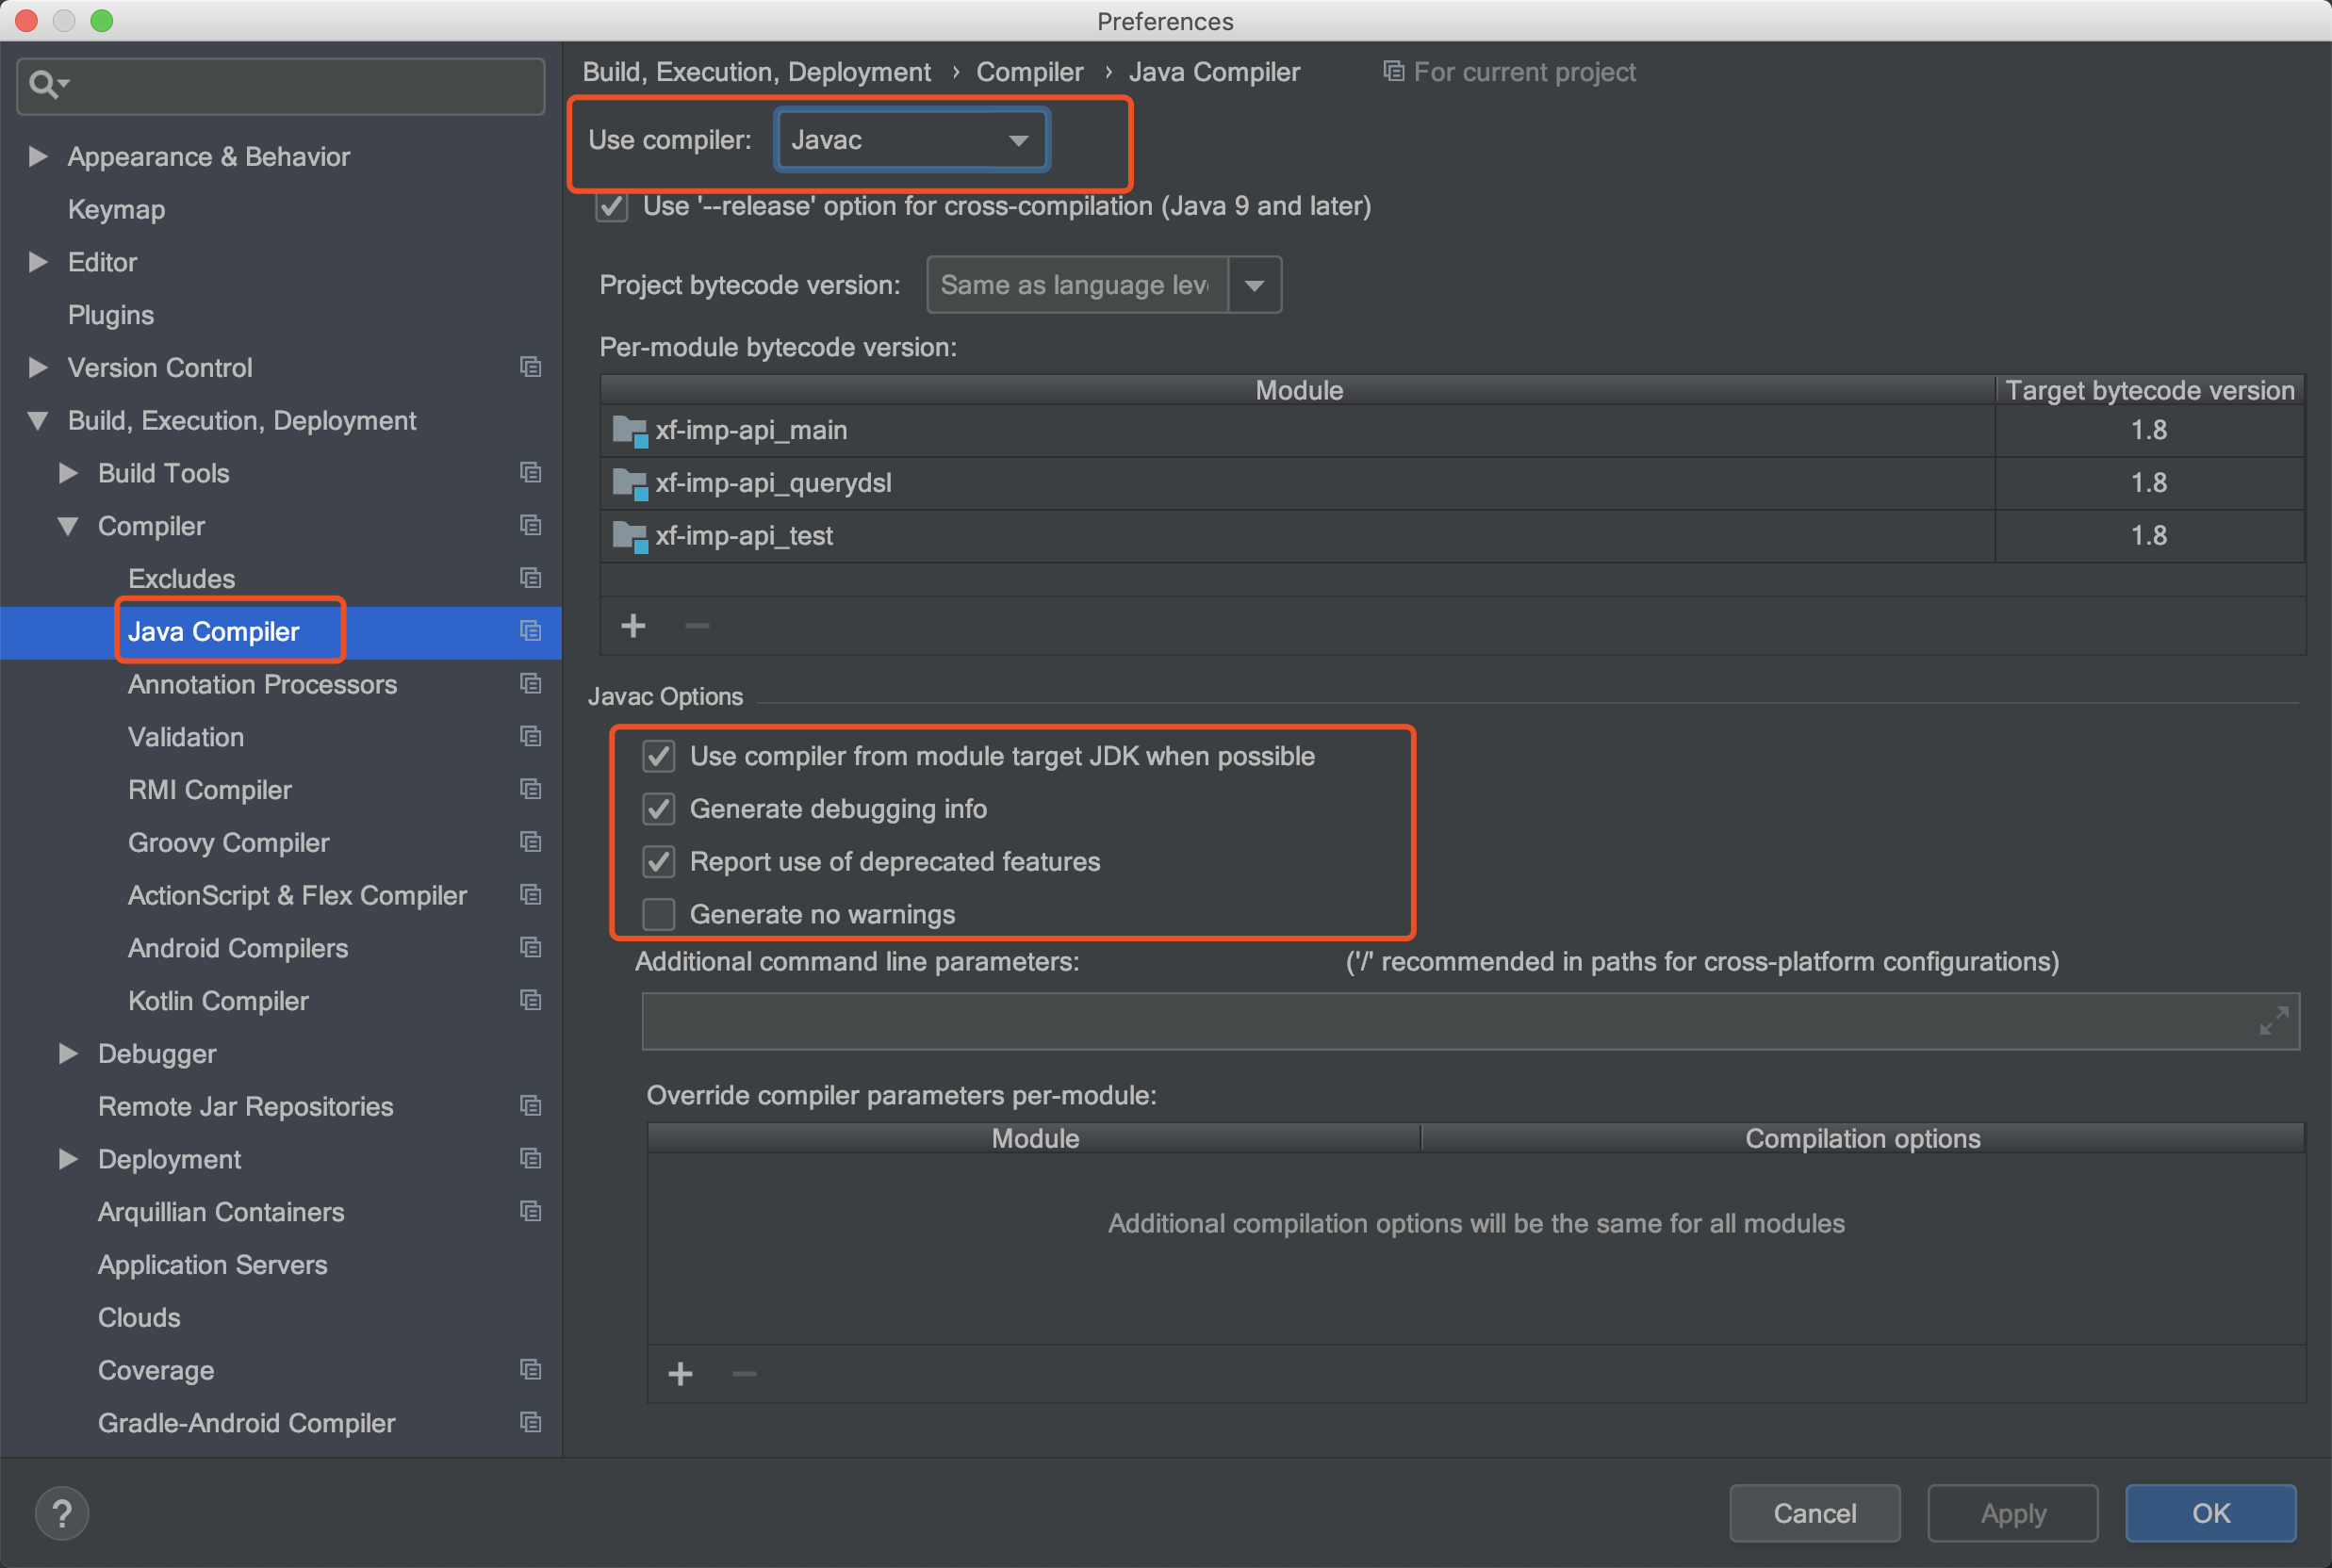 Preferences
Appearance & Behavior
Keymap
Editor
Plugins
Version Control
Build, Execution, Deployment
Build Tools
Compiler
Excludes
Java Compiler
Annotation Processors
Validation
RMI Compiler
Groovy Compiler
ActionScript & Flex Compiler
Android Compilers
Kotlin Compiler
Debugger
Remote Jar Repositories
Deployment
Arquillian Containers
Application Servers
Clouds
Coverage
Gradle-Android Compiler
Build, Execution, Deployment › Compiler › Java Compiler For current project
Use compiler: Javac
Use '--release' option for cross-compilation (Java 9 and later)
Project bytecode version: Same as language lev
Per-module bytecode version:
Module Target bytecode version
xf-imp-api_main 1.8
xf-imp-api_querydsl 1.8
xf-imp-api_test 1.8
+ −
Javac Options
Use compiler from module target JDK when possible
Generate debugging info
Report use of deprecated features
Generate no warnings
Additional command line parameters: ('/' recommended in paths for cross-platform configurations)
Override compiler parameters per-module:
Module Compilation options
Additional compilation options will be the same for all modules
+ −
? Cancel Apply OK